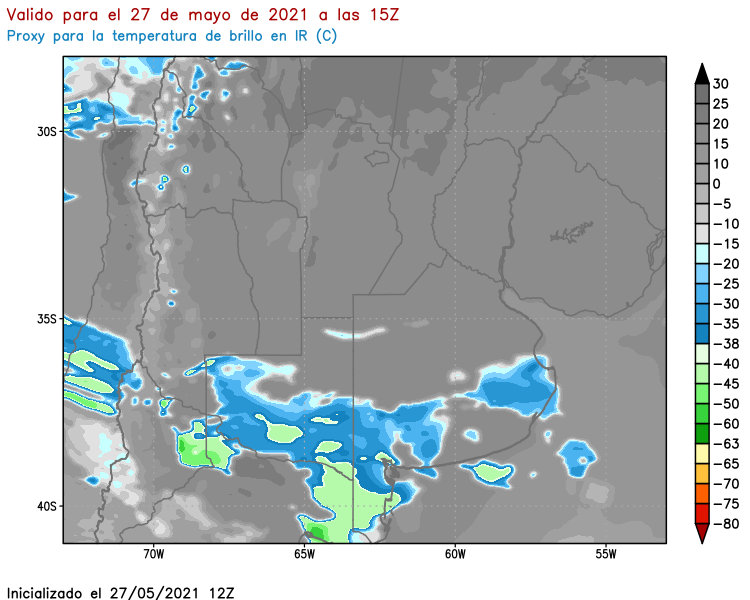 Valido para el 27 de mayo de 2021 a las 15Z
Proxy para la temperatura de brillo en IR (C)
30S
35S
40S
70W
65W
60W
55W
30
25
20
15
10
0
-5
-10
-15
-20
-25
-30
-35
-38
-40
-45
-50
-60
-63
-65
-70
-75
-80
Inicializado el 27/05/2021 12Z